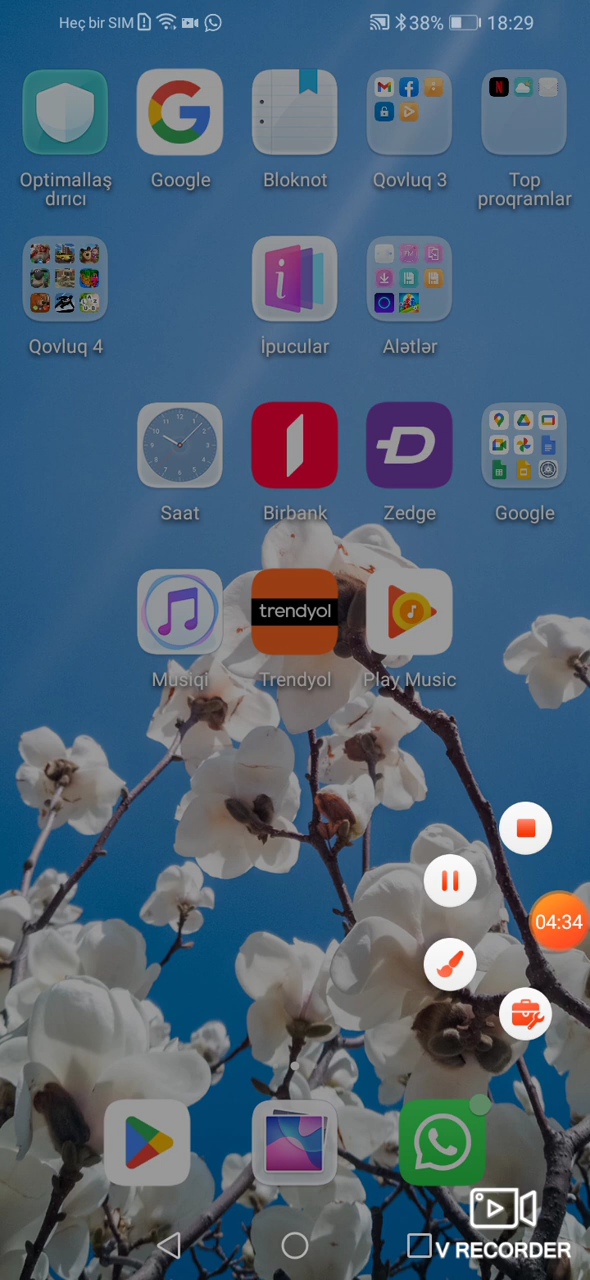 Heç bir SIM
38% 18:29
Optimallaş
dırıcı
Google
Bloknot
Qovluq 3
Top
proqramlar
Qovluq 4
İpucular
Alətlər
Saat
Birbank
Zedge
Google
trendyol
Musiqi
Trendyol
Play Music
04:34
V RECORDER